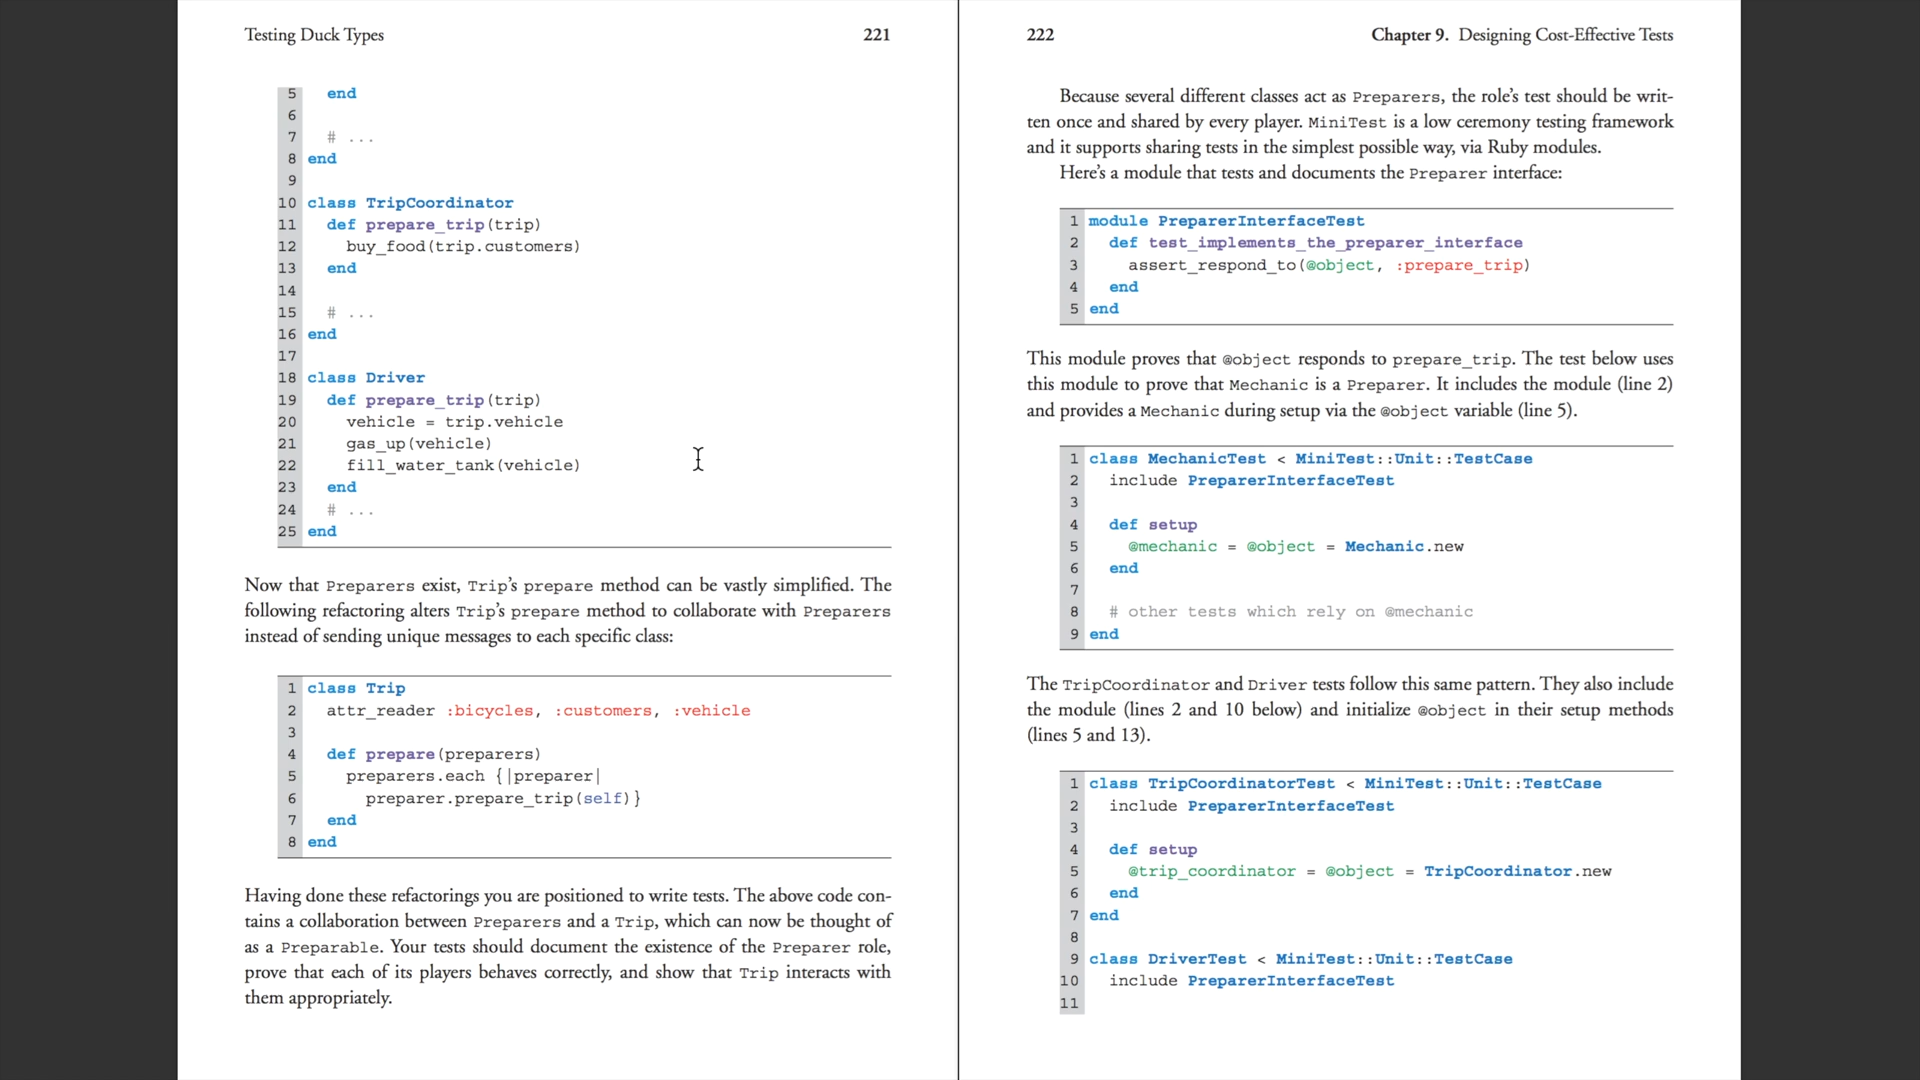 Testing Duck Types 221
5 end
6
7 # ...
8 end
9
10 class TripCoordinator
11 def prepare_trip(trip)
12 buy_food(trip.customers)
13 end
14
15 # ...
16 end
17
18 class Driver
19 def prepare_trip(trip)
20 vehicle = trip.vehicle
21 gas_up(vehicle)
22 fill_water_tank(vehicle)
23 end
24 # ...
25 end
Now that Preparers exist, Trip’s prepare method can be vastly simplified. The
following refactoring alters Trip’s prepare method to collaborate with Preparers
instead of sending unique messages to each specific class:
1 class Trip
2 attr_reader :bicycles, :customers, :vehicle
3
4 def prepare(preparers)
5 preparers.each {|preparer|
6 preparer.prepare_trip(self)}
7 end
8 end
Having done these refactorings you are positioned to write tests. The above code con-
tains a collaboration between Preparers and a Trip, which can now be thought of
as a Preparable. Your tests should document the existence of the Preparer role,
prove that each of its players behaves correctly, and show that Trip interacts with
them appropriately.
222 Chapter 9. Designing Cost-Effective Tests
Because several different classes act as Preparers, the role’s test should be writ-
ten once and shared by every player. MiniTest is a low ceremony testing framework
and it supports sharing tests in the simplest possible way, via Ruby modules.
Here’s a module that tests and documents the Preparer interface:
1 module PreparerInterfaceTest
2 def test_implements_the_preparer_interface
3 assert_respond_to(@object, :prepare_trip)
4 end
5 end
This module proves that @object responds to prepare_trip. The test below uses
this module to prove that Mechanic is a Preparer. It includes the module (line 2)
and provides a Mechanic during setup via the @object variable (line 5).
1 class MechanicTest < MiniTest::Unit::TestCase
2 include PreparerInterfaceTest
3
4 def setup
5 @mechanic = @object = Mechanic.new
6 end
7
8 # other tests which rely on @mechanic
9 end
The TripCoordinator and Driver tests follow this same pattern. They also include
the module (lines 2 and 10 below) and initialize @object in their setup methods
(lines 5 and 13).
1 class TripCoordinatorTest < MiniTest::Unit::TestCase
2 include PreparerInterfaceTest
3
4 def setup
5 @trip_coordinator = @object = TripCoordinator.new
6 end
7 end
8
9 class DriverTest < MiniTest::Unit::TestCase
10 include PreparerInterfaceTest
11